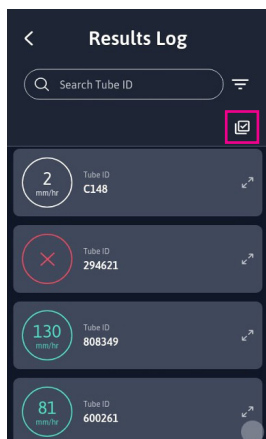 Results Log
Search Tube ID
2
mm/hr
Tube ID
C148
Tube ID
294621
130
mm/hr
Tube ID
808349
81
mm/hr
Tube ID
600261